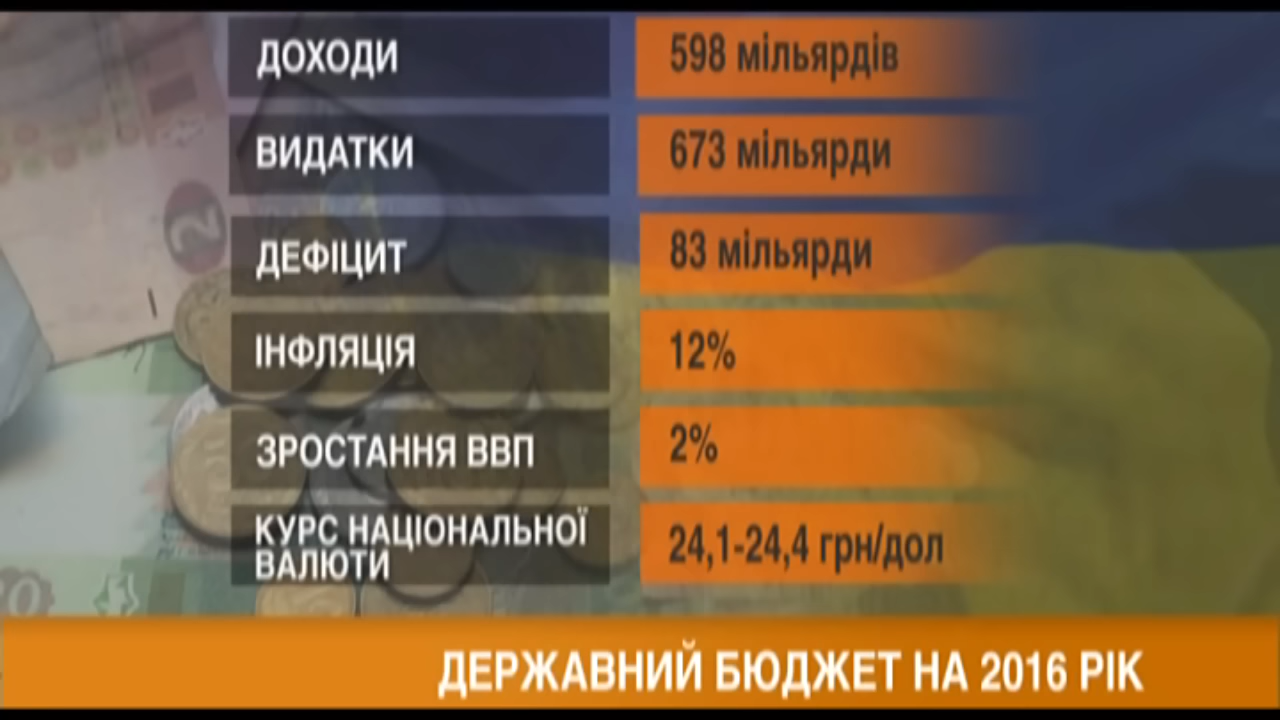 ДОХОДИ 598 мільярдів
ВИДАТКИ 673 мільярди
ДЕФІЦИТ 83 мільярди
ІНФЛЯЦІЯ 12%
ЗРОСТАННЯ ВВП 2%
КУРС НАЦІОНАЛЬНОЇ
ВАЛЮТИ 24,1-24,4 грн/дол
ДЕРЖАВНИЙ БЮДЖЕТ НА 2016 РІК